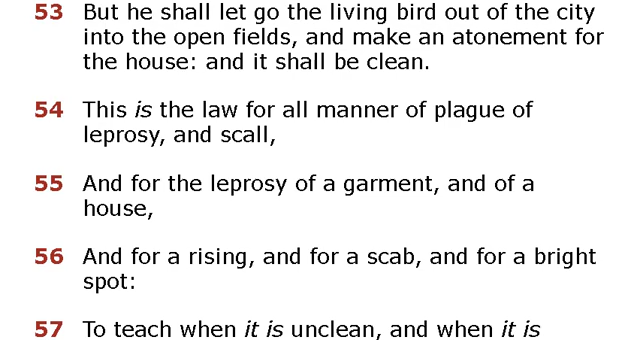 53 But he shall let go the living bird out of the city
into the open fields, and make an atonement for
the house: and it shall be clean.
54 This is the law for all manner of plague of
leprosy, and scall,
55 And for the leprosy of a garment, and of a
house,
56 And for a rising, and for a scab, and for a bright
spot:
57 To teach when it is unclean, and when it is